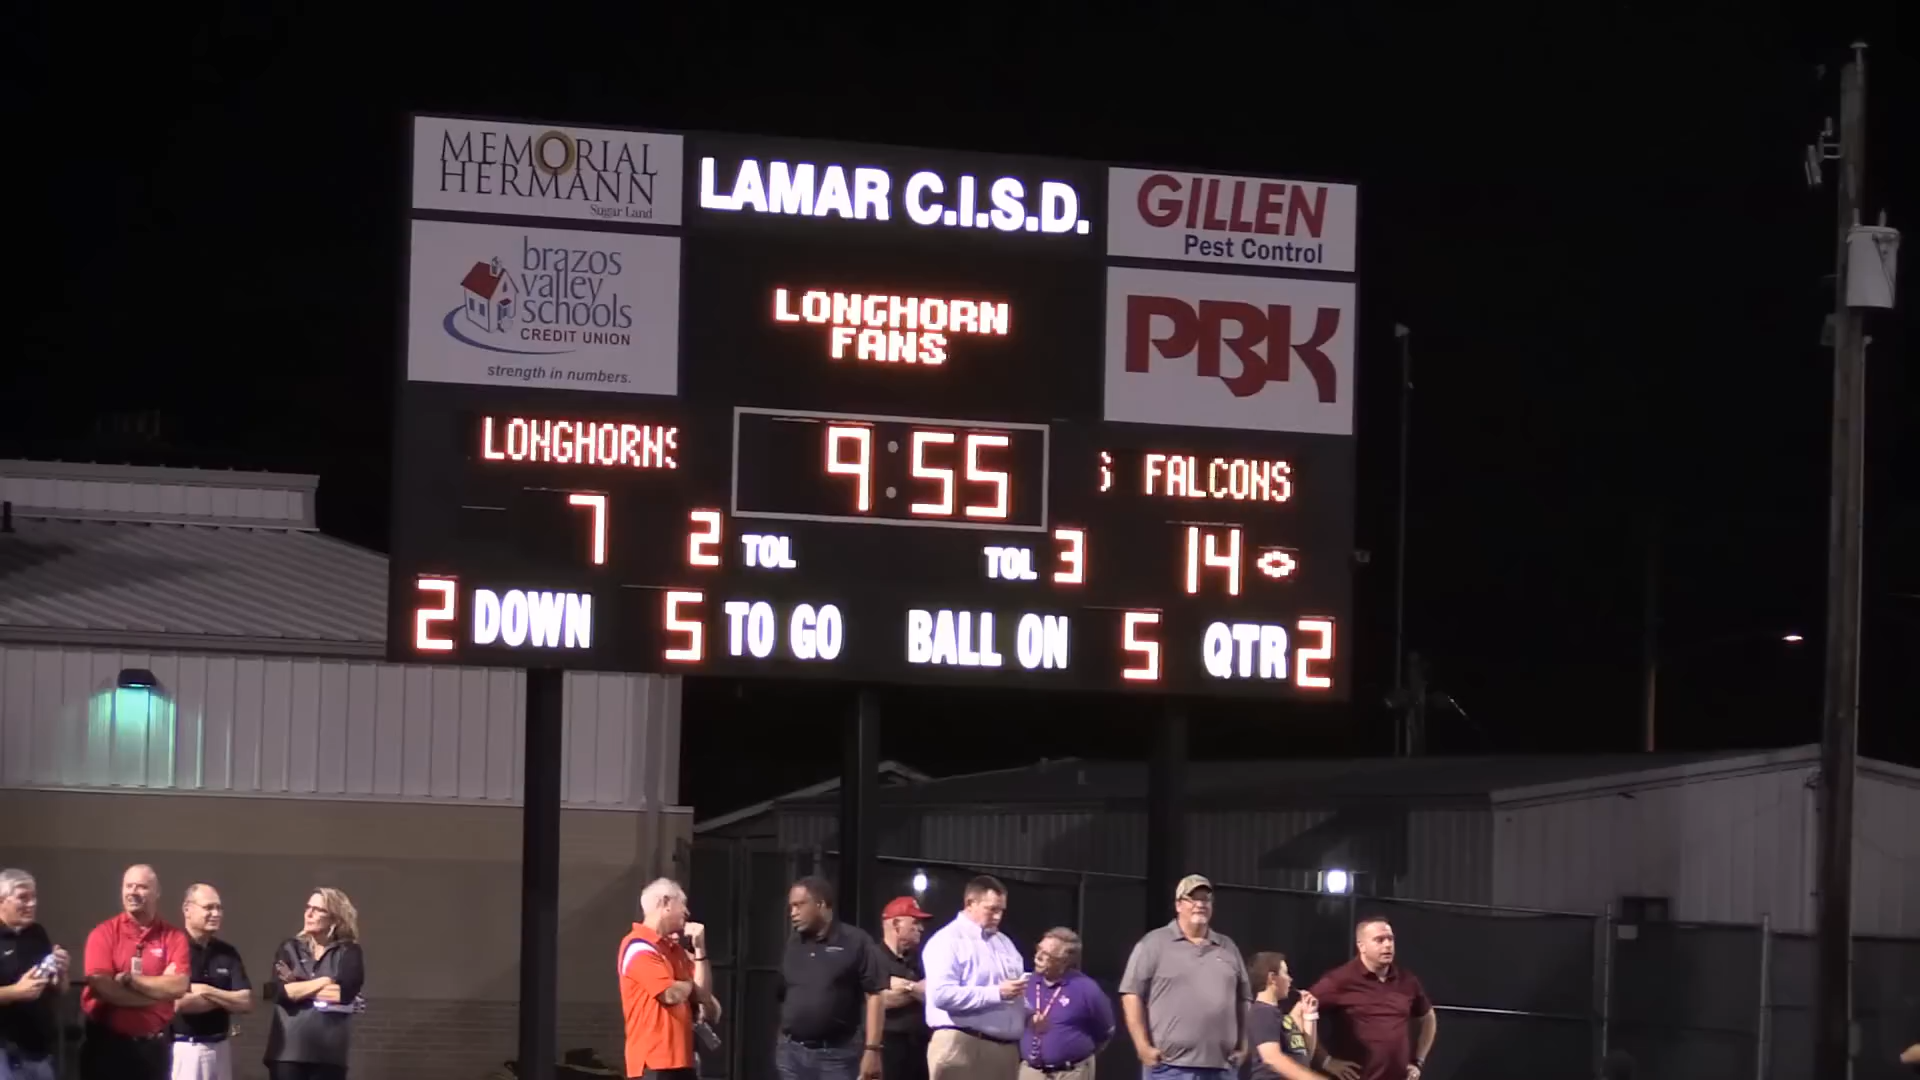 MEMORIAL
HERMANN
Sugar Land
LAMAR C.I.S.D.
GILLEN
Pest Control
brazos
valley
schools
CREDIT UNION
strength in numbers.
LONGHORN
FANS
PBK
LONGHORNS
9:55
S FALCONS
7 2 TOL
TOL 3 14
2 DOWN 5 TO GO BALL ON 5 QTR 2